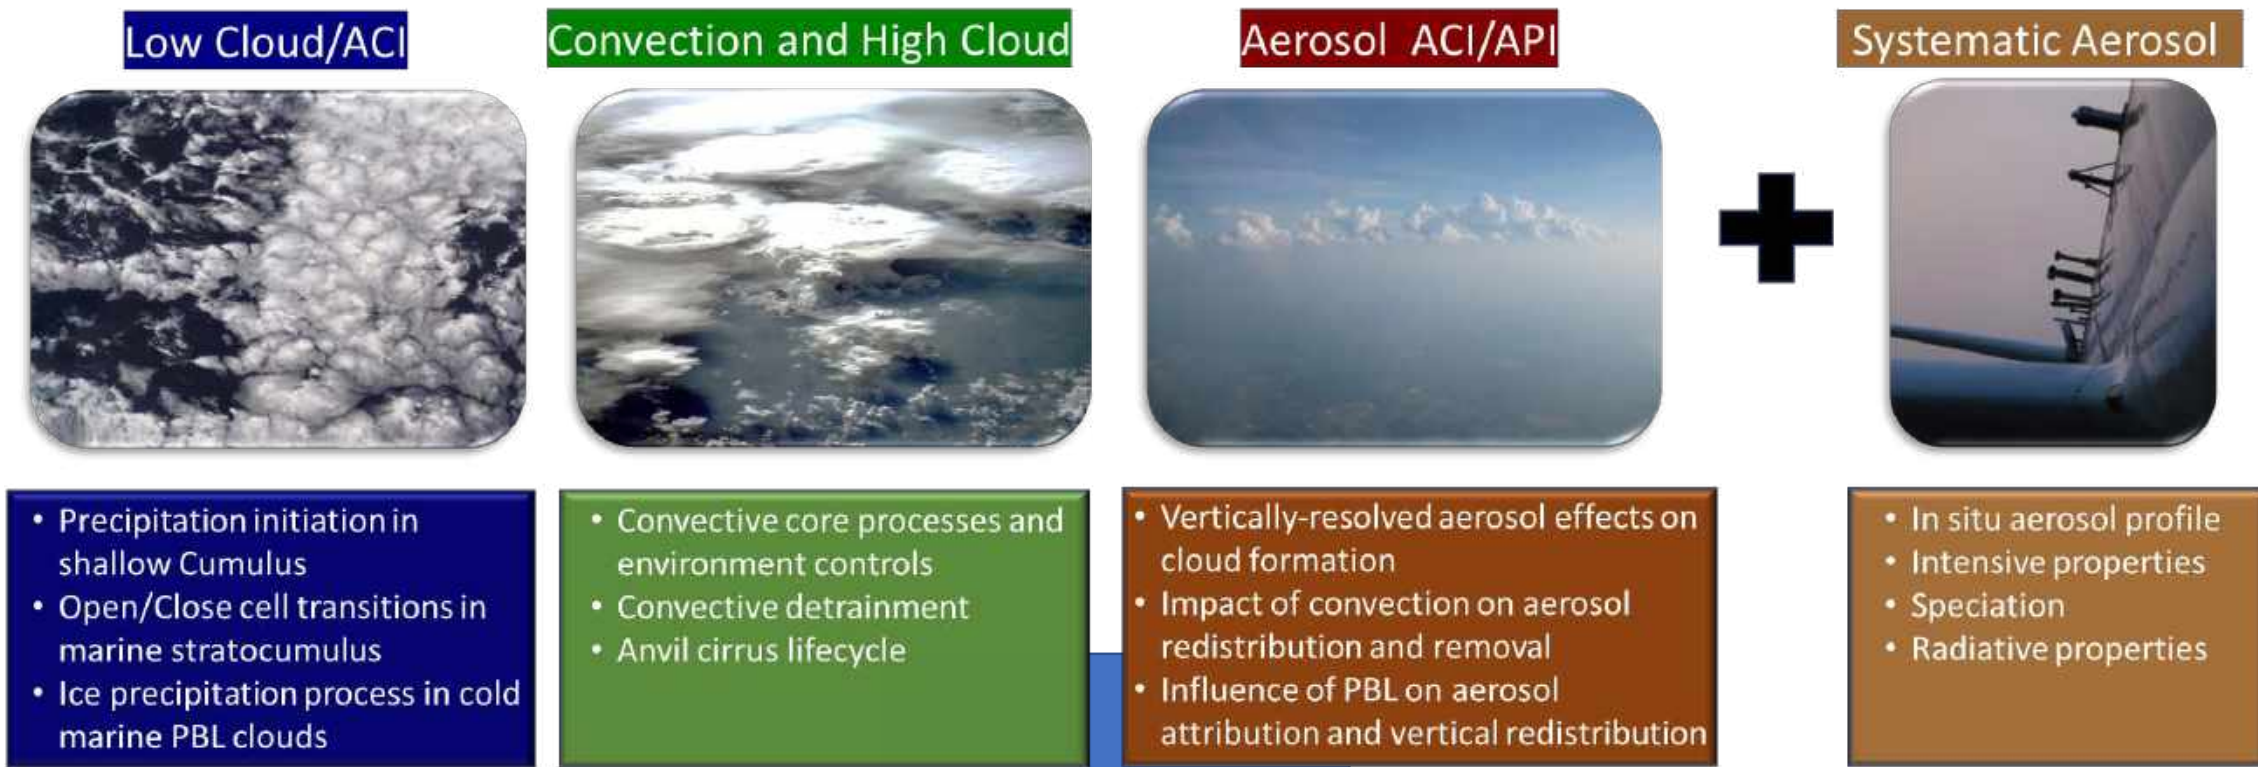 Low Cloud/ACI
Convection and High Cloud
Aerosol ACI/API
Systematic Aerosol
• Precipitation initiation in
shallow Cumulus
• Open/Close cell transitions in
marine stratocumulus
• Ice precipitation process in cold
marine PBL clouds
• Convective core processes and
environment controls
• Convective detrainment
• Anvil cirrus lifecycle
• Vertically-resolved aerosol effects on
cloud formation
• Impact of convection on aerosol
redistribution and removal
• Influence of PBL on aerosol
attribution and vertical redistribution
• In situ aerosol profile
• Intensive properties
• Speciation
• Radiative properties